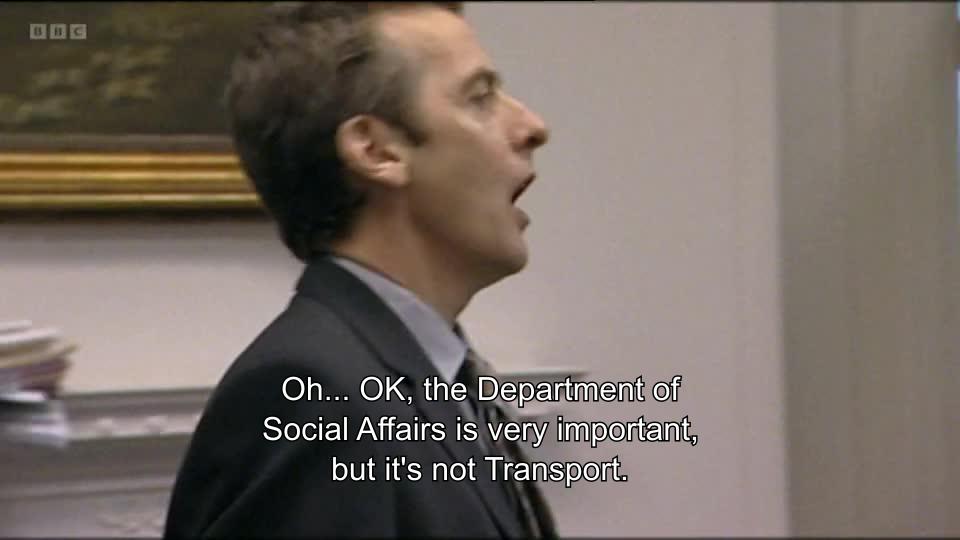 BBC
Oh... OK, the Department of
Social Affairs is very important,
but it's not Transport.